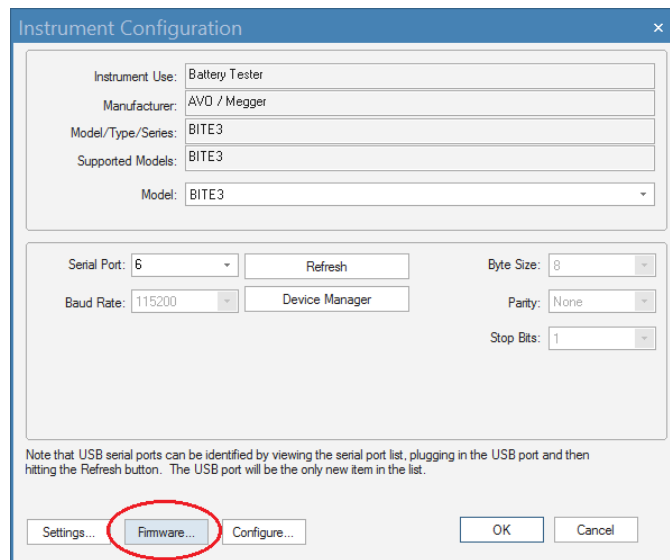 Instrument Configuration
Instrument Use: Battery Tester
Manufacturer: AVO / Megger
Model/Type/Series: BITE3
Supported Models: BITE3
Model: BITE3
Serial Port: 6 Refresh Byte Size: 8
Baud Rate: 115200 Device Manager Parity: None
Stop Bits: 1
Note that USB serial ports can be identified by viewing the serial port list, plugging in the USB port and then
hitting the Refresh button. The USB port will be the only new item in the list.
Settings... Firmware... Configure... OK Cancel